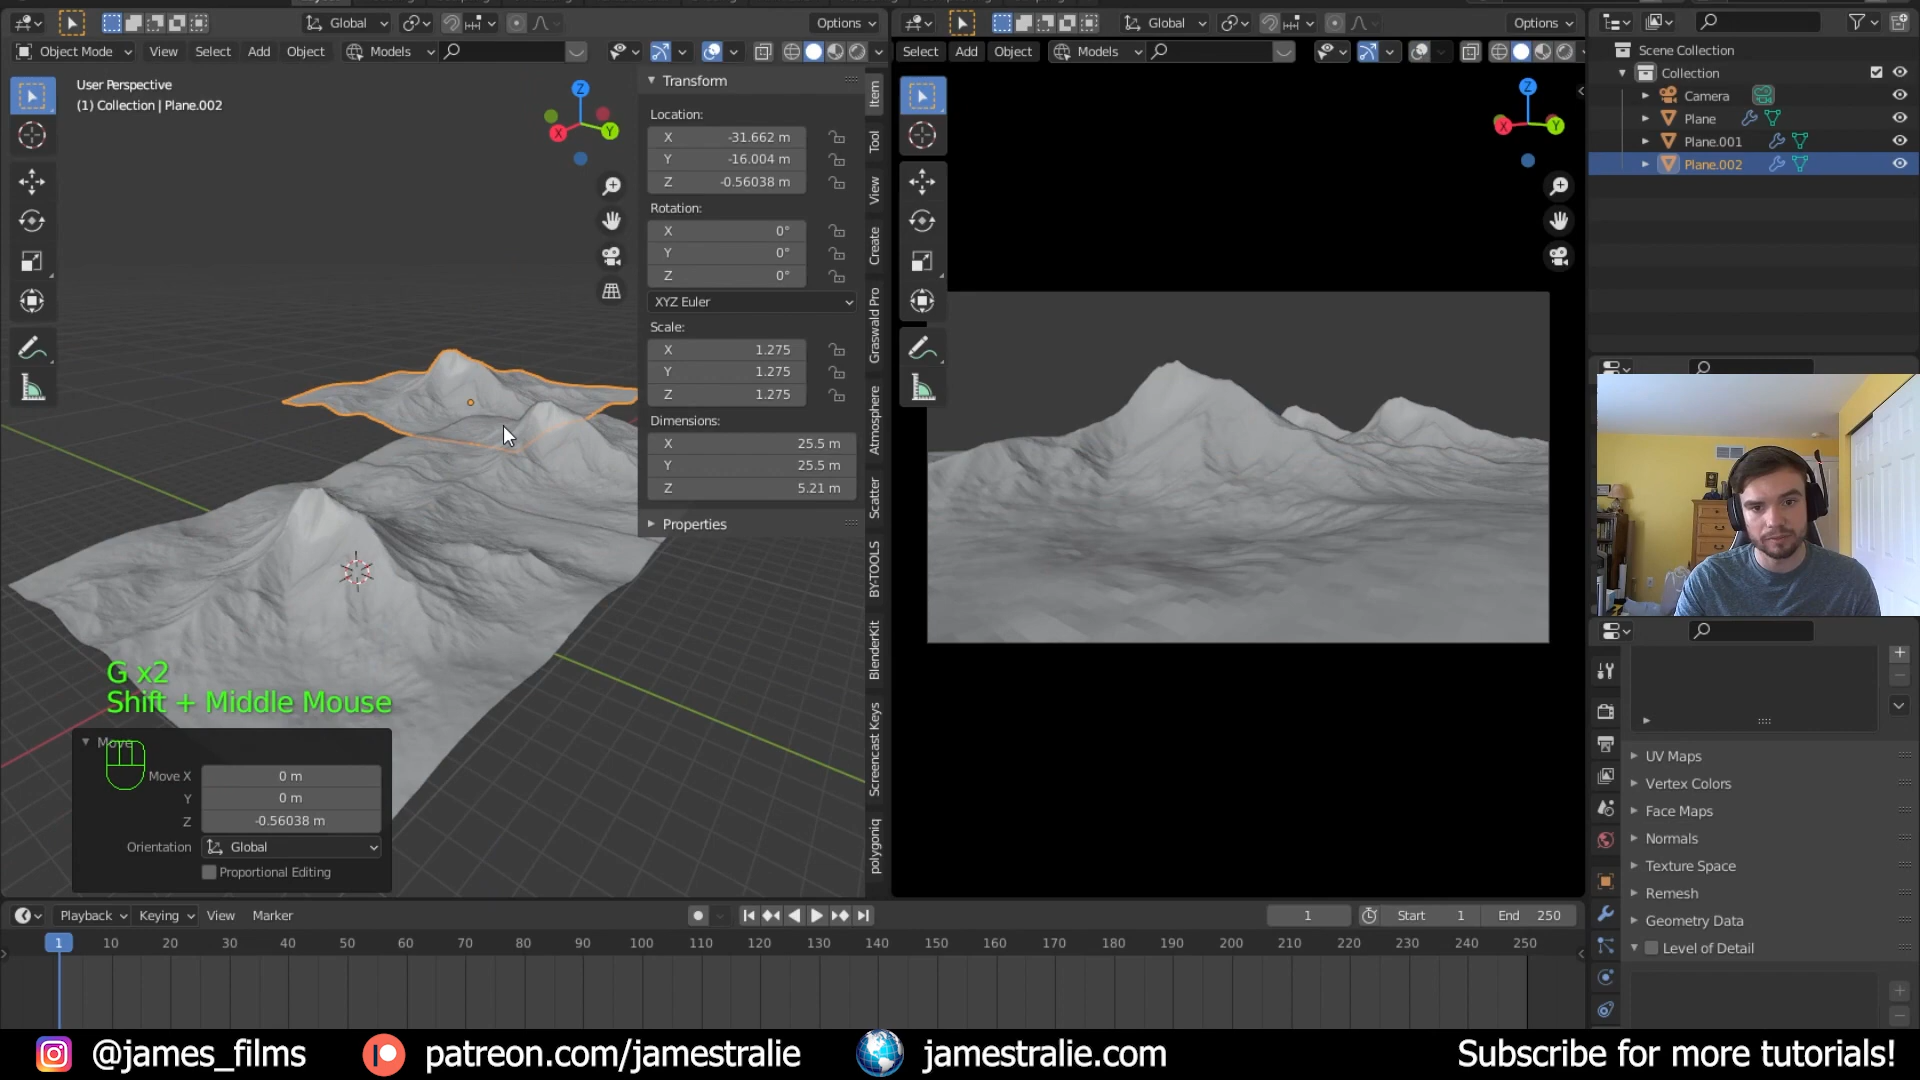 Global
Options
Global
Options
Object Mode
View
Select
Add
Object
Models
Select
Add
Object
Models
Scene Collection
Collection
Camera
Plane
Plane.001
Plane.002
User Perspective
(1) Collection | Plane.002
Z
X
Y
Transform
Location:
X -31.662 m
Y -16.004 m
Z -0.56038 m
Rotation:
X 0°
Y 0°
Z 0°
XYZ Euler
Scale:
X 1.275
Y 1.275
Z 1.275
Dimensions:
X 25.5 m
Y 25.5 m
Z 5.21 m
Properties
Item
Tool
View
Create
Graswald Pro
Atmosphere
Scatter
BY-TOOLS
BlenderKit
Screencast Keys
polygoniq
Z
X
Y
G x2
Shift + Middle Mouse
Move
Move X 0 m
Y 0 m
Z -0.56038 m
Orientation Global
Proportional Editing
UV Maps
Vertex Colors
Face Maps
Normals
Texture Space
Remesh
Geometry Data
Level of Detail
Playback
Keying
View
Marker
1
Start 1
End 250
1 10 20 30 40 50 60 70 80 90 100 110 120 130 140 150 160 170 180 190 200 210 220 230 240 250
@james_films
patreon.com/jamestralie
jamestralie.com
Subscribe for more tutorials!